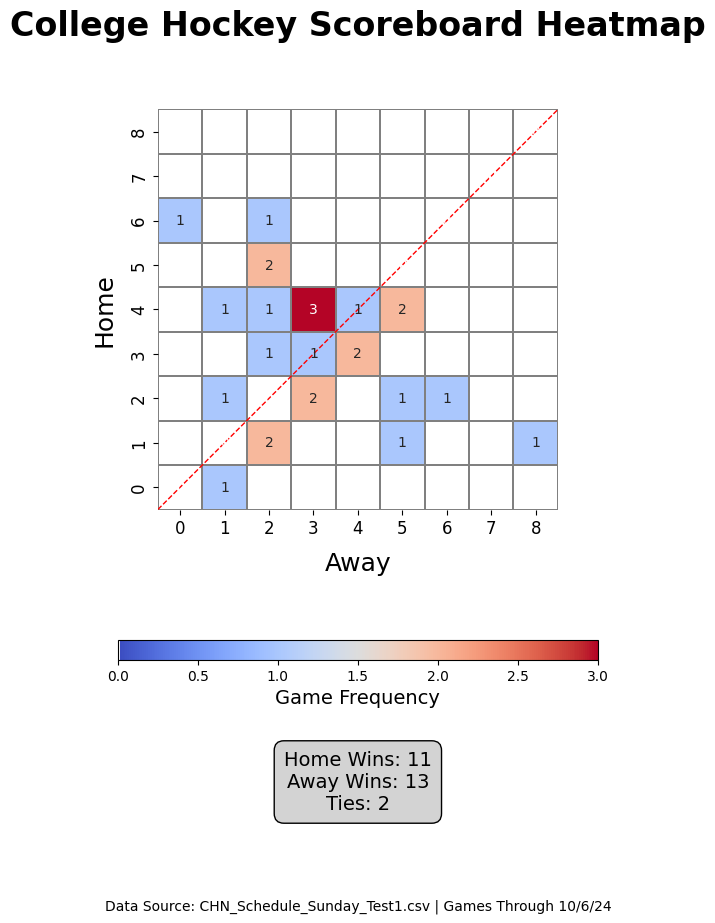 College Hockey Scoreboard Heatmap
8
7
6 1 1
5 2
4 1 1 3 1 2
3 1 1 2
2 1 2 1 1
1 2 1 1
0 1
Home
0 1 2 3 4 5 6 7 8
Away
0.0 0.5 1.0 1.5 2.0 2.5 3.0
Game Frequency
Home Wins: 11
Away Wins: 13
Ties: 2
Data Source: CHN_Schedule_Sunday_Test1.csv | Games Through 10/6/24